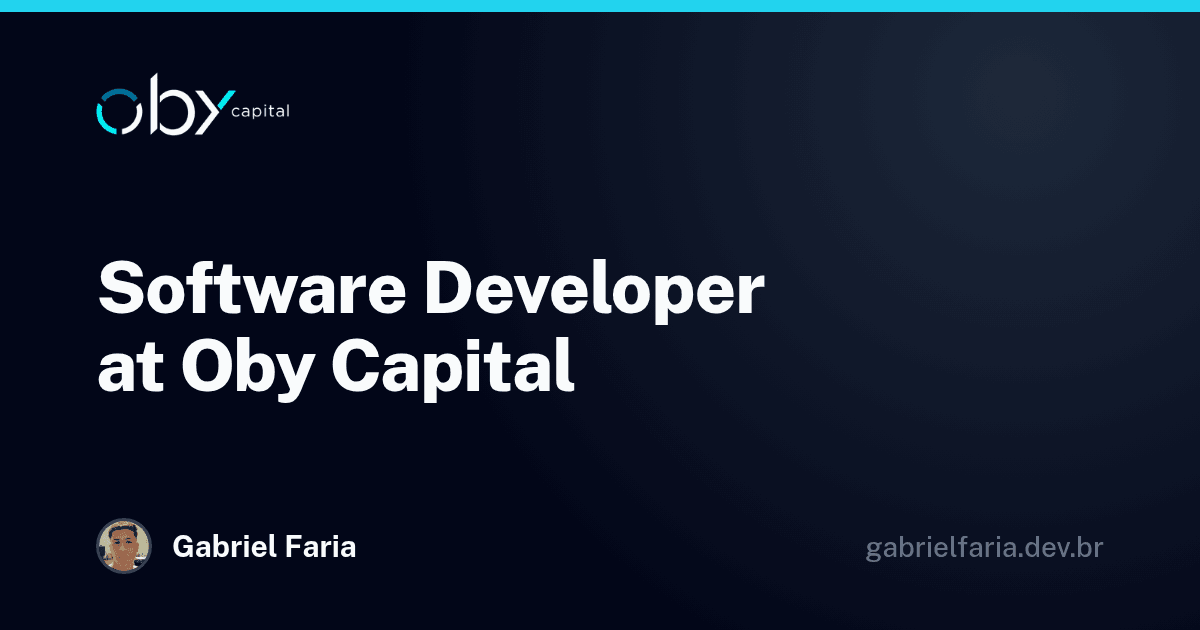 oby capital
Software Developer
at Oby Capital
Gabriel Faria
gabrielfaria.dev.br